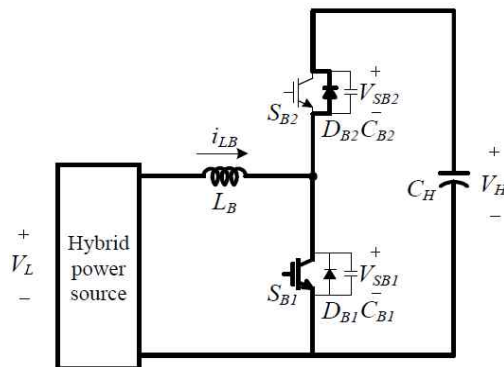 +
V_SB2
−
S_B2
D_B2 C_B2
i_LB
L_B
+
V_L
−
Hybrid
power
source
C_H
+
V_H
−
+
V_SB1
−
S_B1
D_B1 C_B1